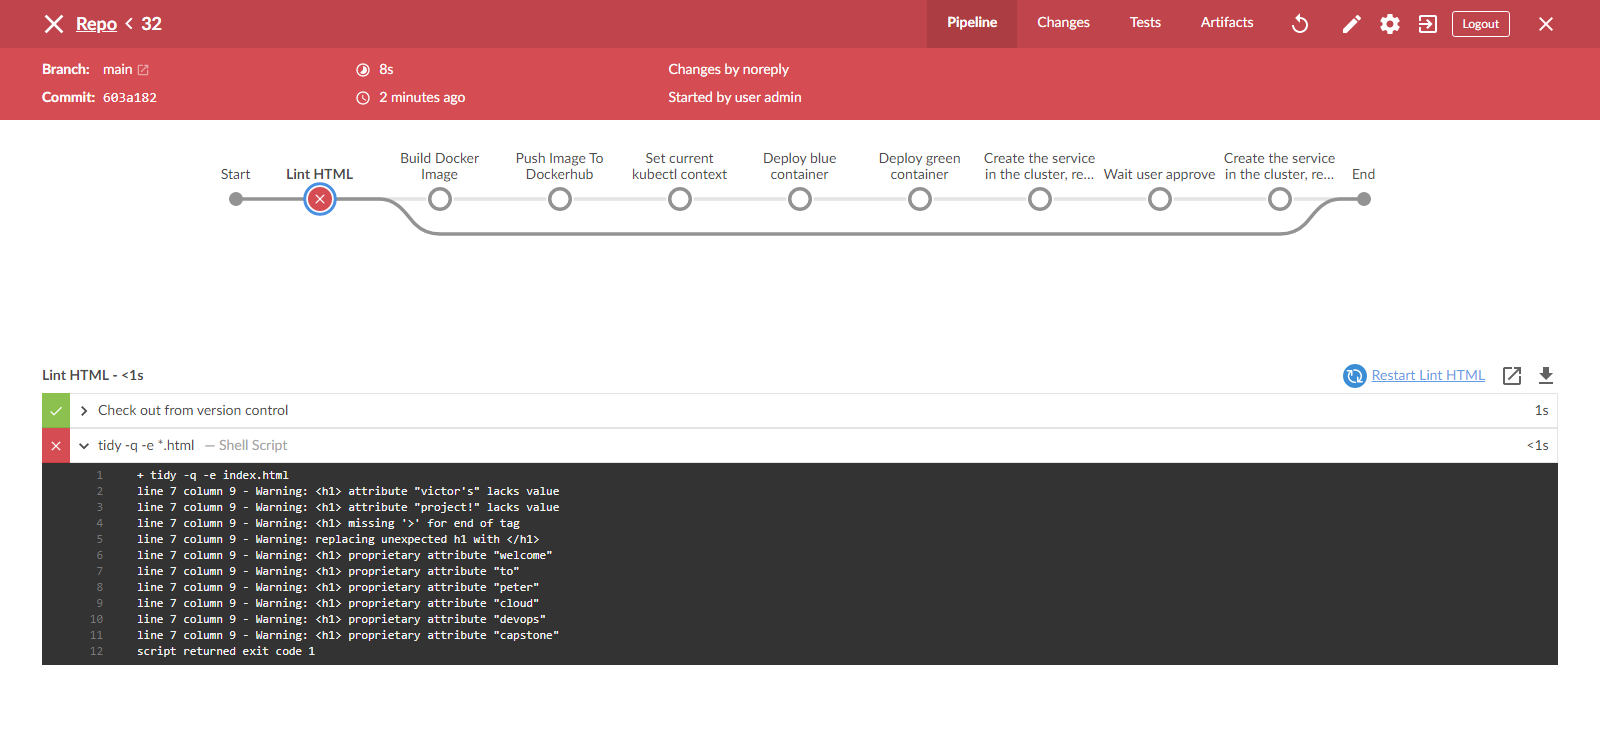 Repo < 32
Pipeline
Changes
Tests
Artifacts
Logout
Branch: main
8s
Changes by noreply
Commit: 603a182
2 minutes ago
Started by user admin
Start
Lint HTML
Build Docker
Image
Push Image To
Dockerhub
Set current
kubectl context
Deploy blue
container
Deploy green
container
Create the service
in the cluster, re...
Wait user approve
Create the service
in the cluster, re...
End
Lint HTML - <1s
Restart Lint HTML
Check out from version control
1s
tidy -q -e *.html — Shell Script
<1s
1 + tidy -q -e index.html
2 line 7 column 9 - Warning: <h1> attribute "victor's" lacks value
3 line 7 column 9 - Warning: <h1> attribute "project!" lacks value
4 line 7 column 9 - Warning: <h1> missing '>' for end of tag
5 line 7 column 9 - Warning: replacing unexpected h1 with </h1>
6 line 7 column 9 - Warning: <h1> proprietary attribute "welcome"
7 line 7 column 9 - Warning: <h1> proprietary attribute "to"
8 line 7 column 9 - Warning: <h1> proprietary attribute "peter"
9 line 7 column 9 - Warning: <h1> proprietary attribute "cloud"
10 line 7 column 9 - Warning: <h1> proprietary attribute "devops"
11 line 7 column 9 - Warning: <h1> proprietary attribute "capstone"
12 script returned exit code 1